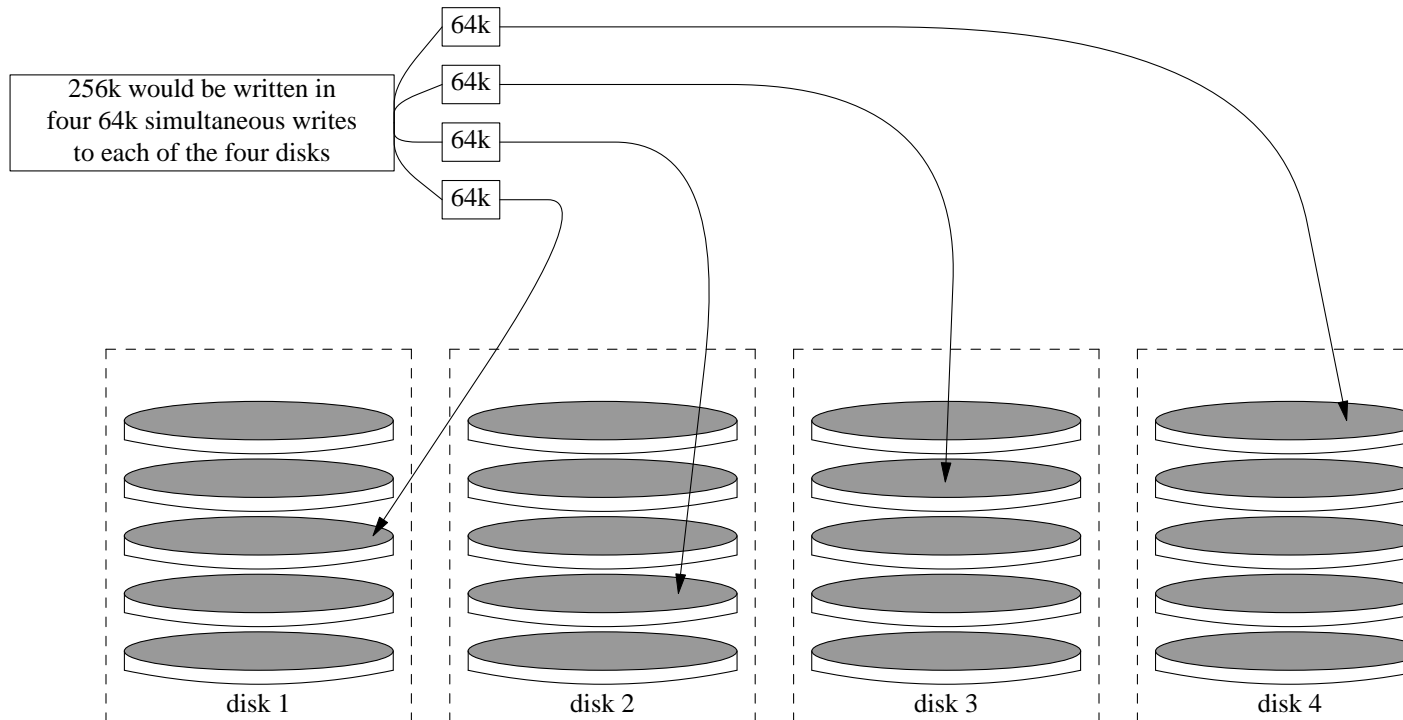 64k
256k would be written in
four 64k simultaneous writes
to each of the four disks
64k
64k
64k
disk 1
disk 2
disk 3
disk 4